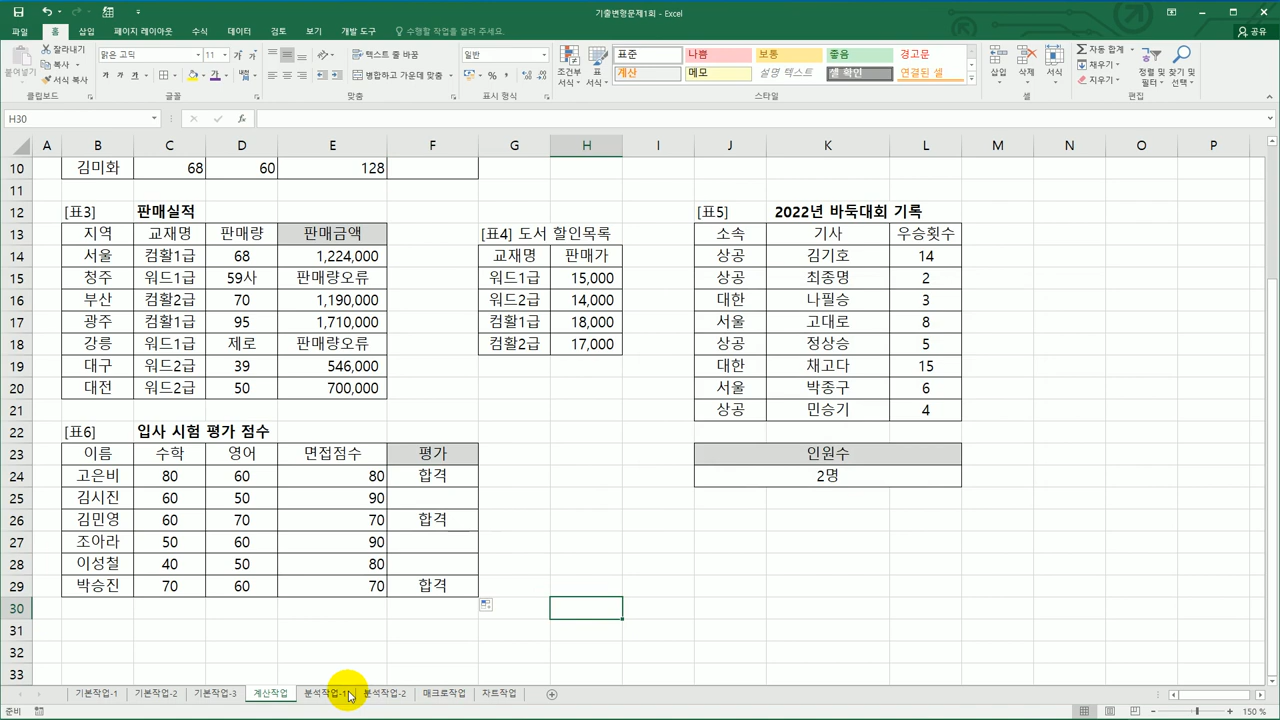 기출변형문제1회 - Excel
파일 홈 삽입 페이지 레이아웃 수식 데이터 검토 보기 개발 도구 수행할 작업을 알려 주세요. 공유
붙여넣기 잘라내기 복사 서식 복사 클립보드
맑은 고딕 11 가 가 가 가 가 글꼴
텍스트 줄 바꿈 병합하고 가운데 맞춤 맞춤
일반 % , 표시 형식
조건부 서식 표 서식
표준 나쁨 보통 좋음 경고문
계산 메모 설명 텍스트 셀 확인 연결된 셀
스타일
삽입 삭제 서식 셀
자동 합계 채우기 지우기 정렬 및 필터 찾기 및 선택 편집
H30 fx
A B C D E F G H I J K L M N O P
10 김미화 68 60 128
11
12 [표3] 판매실적 [표5] 2022년 바둑대회 기록
13 지역 교재명 판매량 판매금액 [표4] 도서 할인목록 소속 기사 우승횟수
14 서울 컴활1급 68 1,224,000 교재명 판매가 상공 김기호 14
15 청주 워드1급 59사 판매량오류 워드1급 15,000 상공 최종명 2
16 부산 컴활2급 70 1,190,000 워드2급 14,000 대한 나필승 3
17 광주 컴활1급 95 1,710,000 컴활1급 18,000 서울 고대로 8
18 강릉 워드1급 제로 판매량오류 컴활2급 17,000 상공 정상승 5
19 대구 워드2급 39 546,000 대한 채고다 15
20 대전 워드2급 50 700,000 서울 박종구 6
21 상공 민승기 4
22 [표6] 입사 시험 평가 점수
23 이름 수학 영어 면접점수 평가 인원수
24 고은비 80 60 80 합격 2명
25 김시진 60 50 90
26 김민영 60 70 70 합격
27 조아라 50 60 90
28 이성철 40 50 80
29 박승진 70 60 70 합격
30
31
32
33
기본작업-1 기본작업-2 기본작업-3 계산작업 분석작업-1 분석작업-2 매크로작업 차트작업
준비 150 %